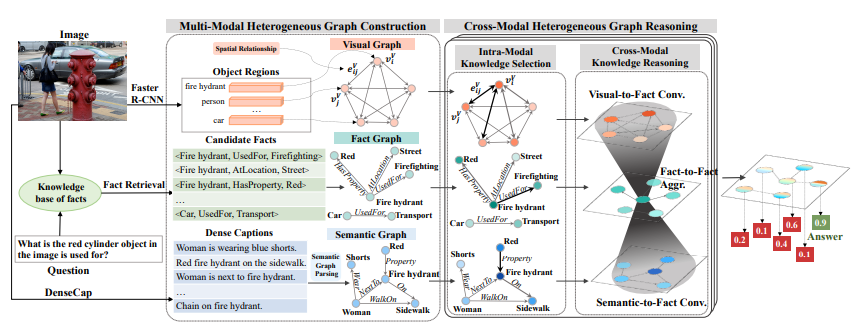 Image
Multi-Modal Heterogeneous Graph Construction
Cross-Modal Heterogeneous Graph Reasoning
Spatial Relationship
Visual Graph
Object Regions
fire hydrant
person
...
car
e_ij^V
v_i^V
v_j^V
Faster
R-CNN
Candidate Facts
<Fire hydrant, UsedFor, Firefighting>
<Fire hydrant, AtLocation, Street>
<Fire hydrant, HasProperty, Red>
...
<Car, UsedFor, Transport>
Fact Graph
Red
Street
Firefighting
HasProperty
AtLocation
UsedFor
Fire hydrant
Car
UsedFor
Transport
Knowledge
base of facts
Fact Retrieval
What is the red cylinder object in
the image is used for?
Question
DenseCap
Dense Captions
Woman is wearing blue shorts.
Red fire hydrant on the sidewalk.
Woman is next to fire hydrant.
...
Chain on fire hydrant.
Semantic
Graph
Parsing
Semantic Graph
Red
Shorts
Property
Fire hydrant
Wear
NextTo
On
WalkOn
Woman
Sidewalk
Intra-Modal
Knowledge Selection
e_ij^V
v_i^V
v_j^V
Red
Street
Firefighting
HasProperty
AtLocation
UsedFor
Fire hydrant
Car
UsedFor
Transport
Red
Shorts
Property
Fire hydrant
Wear
NextTo
On
WalkOn
Woman
Sidewalk
Cross-Modal
Knowledge Reasoning
Visual-to-Fact Conv.
Fact-to-Fact
Aggr.
Semantic-to-Fact Conv.
0.2
0.1
0.6
0.4
0.1
0.9
Answer